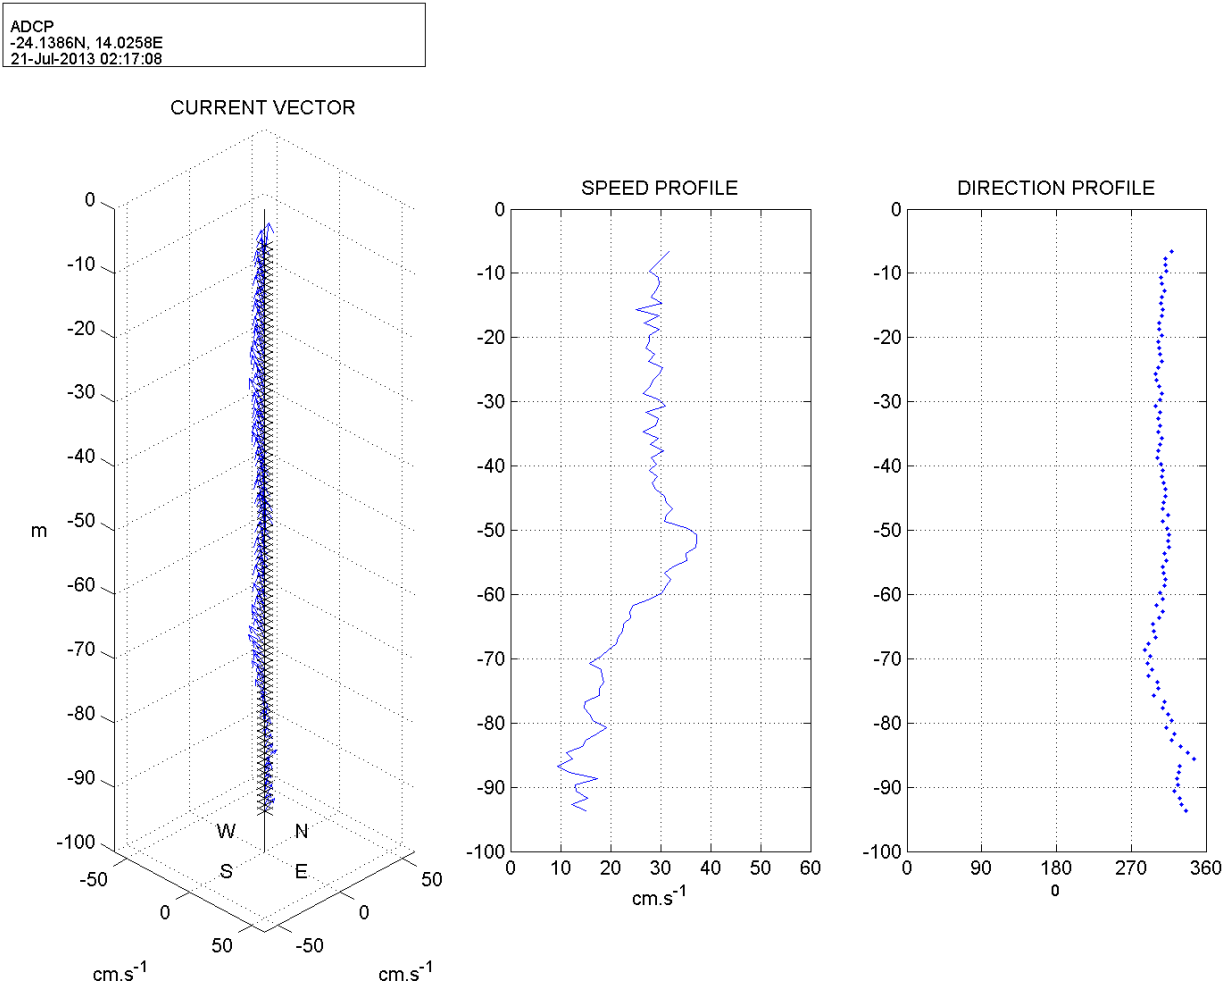 ADCP
-24.1386N, 14.0258E
21-Jul-2013 02:17:08
CURRENT VECTOR
0
-10
-20
-30
-40
-50
-60
-70
-80
-90
-100
m
W N
S E
-50
0
50
cm.s-1
-50
0
50
cm.s-1
SPEED PROFILE
0
-10
-20
-30
-40
-50
-60
-70
-80
-90
-100
0 10 20 30 40 50 60
cm.s-1
DIRECTION PROFILE
0
-10
-20
-30
-40
-50
-60
-70
-80
-90
-100
0 90 180 270 360
0